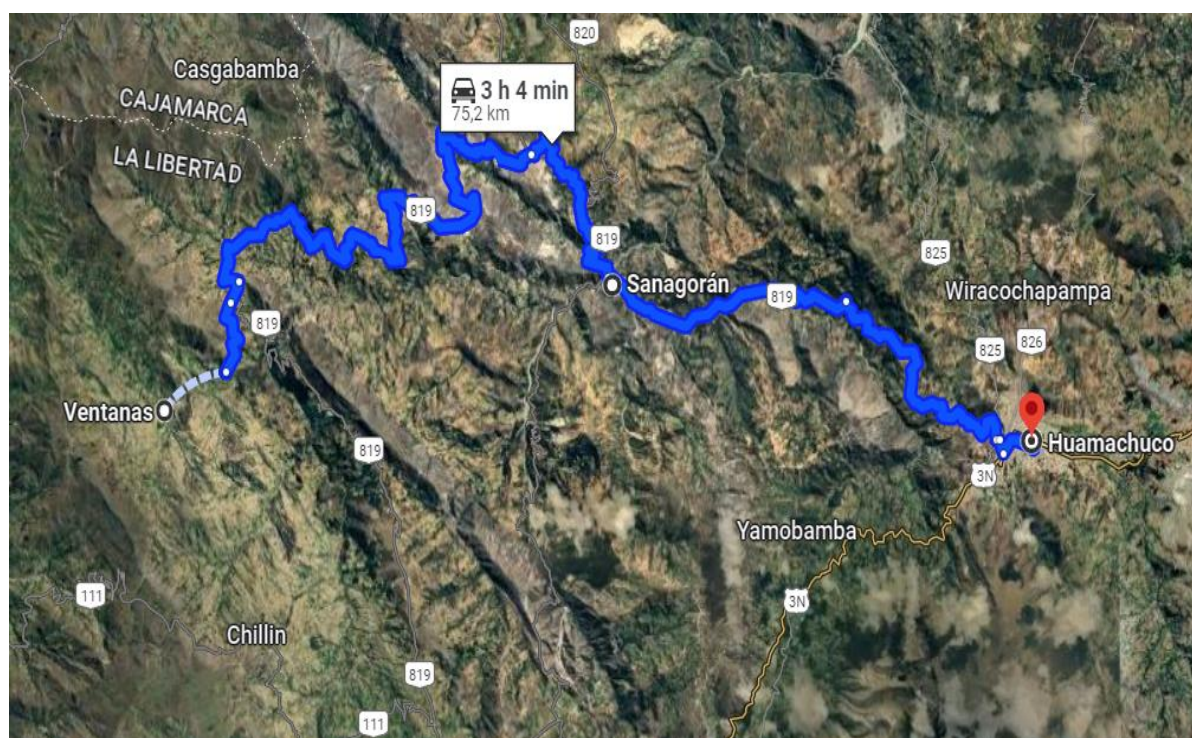 820
Casgabamba
CAJAMARCA
LA LIBERTAD
3 h 4 min
75,2 km
819
819
825
Sanagorán
819
Wiracochapampa
819
825
826
Ventanas
Huamachuco
819
3N
Yamobamba
111
3N
Chillin
819
111